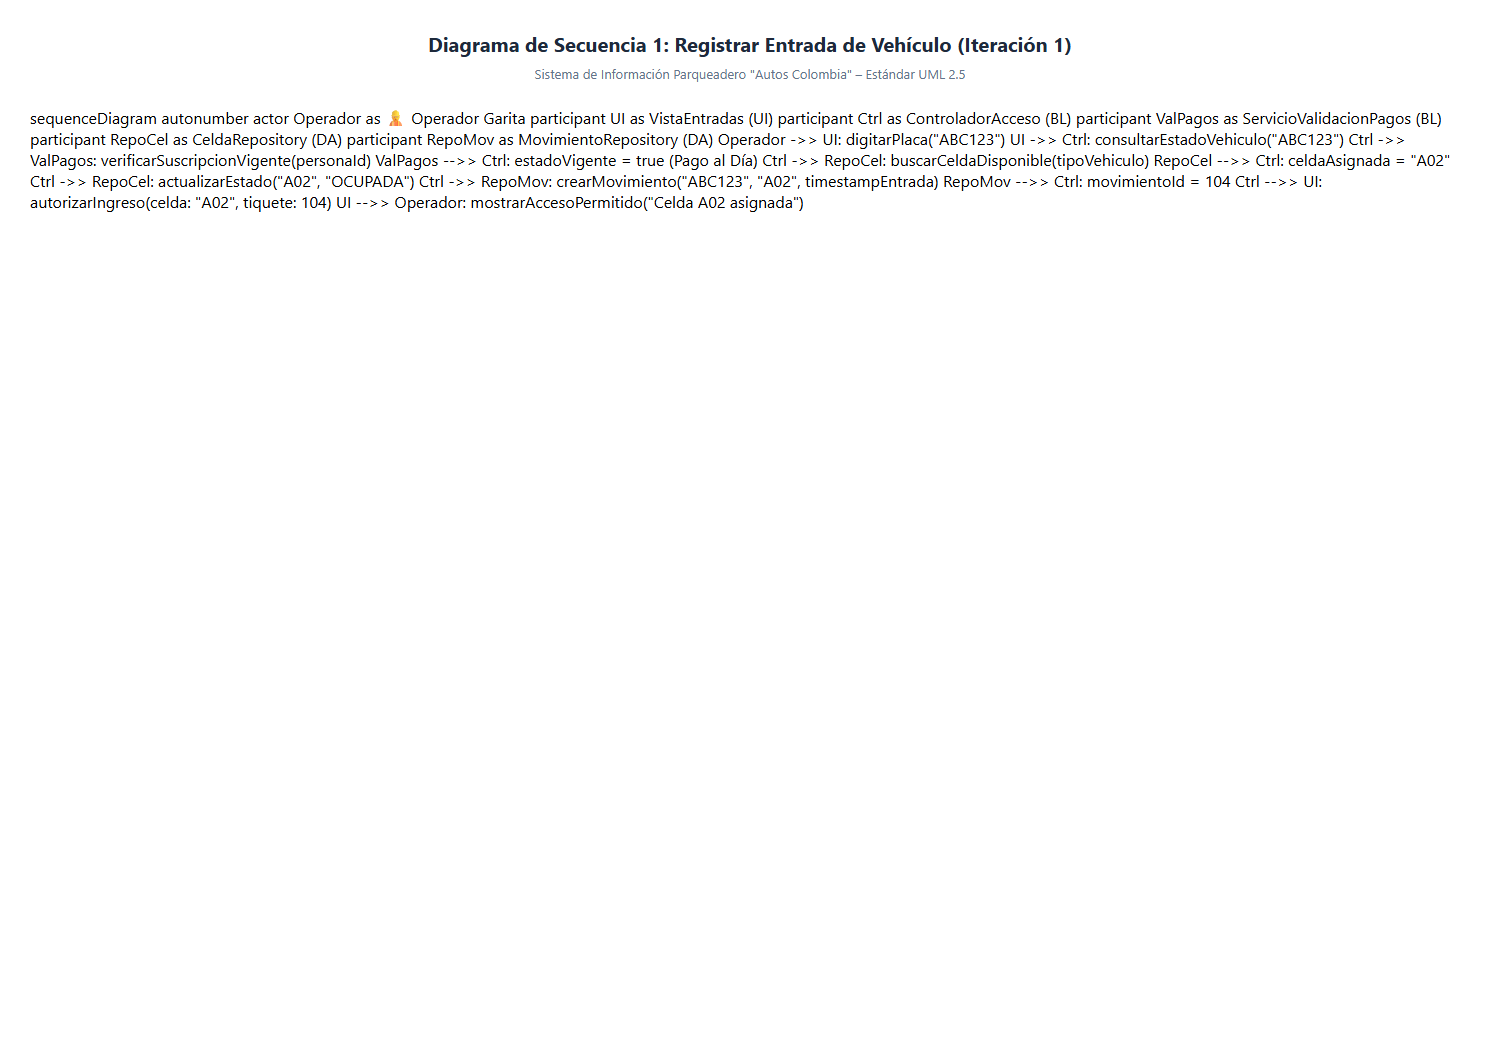 Diagrama de Secuencia 1: Registrar Entrada de Vehículo (Iteración 1)
Sistema de Información Parqueadero "Autos Colombia" – Estándar UML 2.5
sequenceDiagram autonumber actor Operador as Operador Garita participant UI as VistaEntradas (UI) participant Ctrl as ControladorAcceso (BL) participant ValPagos as ServicioValidacionPagos (BL)
participant RepoCel as CeldaRepository (DA) participant RepoMov as MovimientoRepository (DA) Operador ->> UI: digitarPlaca("ABC123") UI ->> Ctrl: consultarEstadoVehiculo("ABC123") Ctrl ->>
ValPagos: verificarSuscripcionVigente(personaId) ValPagos -->> Ctrl: estadoVigente = true (Pago al Día) Ctrl ->> RepoCel: buscarCeldaDisponible(tipoVehiculo) RepoCel -->> Ctrl: celdaAsignada = "A02"
Ctrl ->> RepoCel: actualizarEstado("A02", "OCUPADA") Ctrl ->> RepoMov: crearMovimiento("ABC123", "A02", timestampEntrada) RepoMov -->> Ctrl: movimientoId = 104 Ctrl -->> UI:
autorizarIngreso(celda: "A02", tiquete: 104) UI -->> Operador: mostrarAccesoPermitido("Celda A02 asignada")